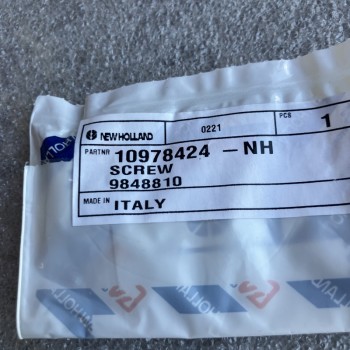 NEW HOLLAND
0221
PCS 1
PARTNR 10978424 -NH
SCREW
9848810
MADE IN ITALY